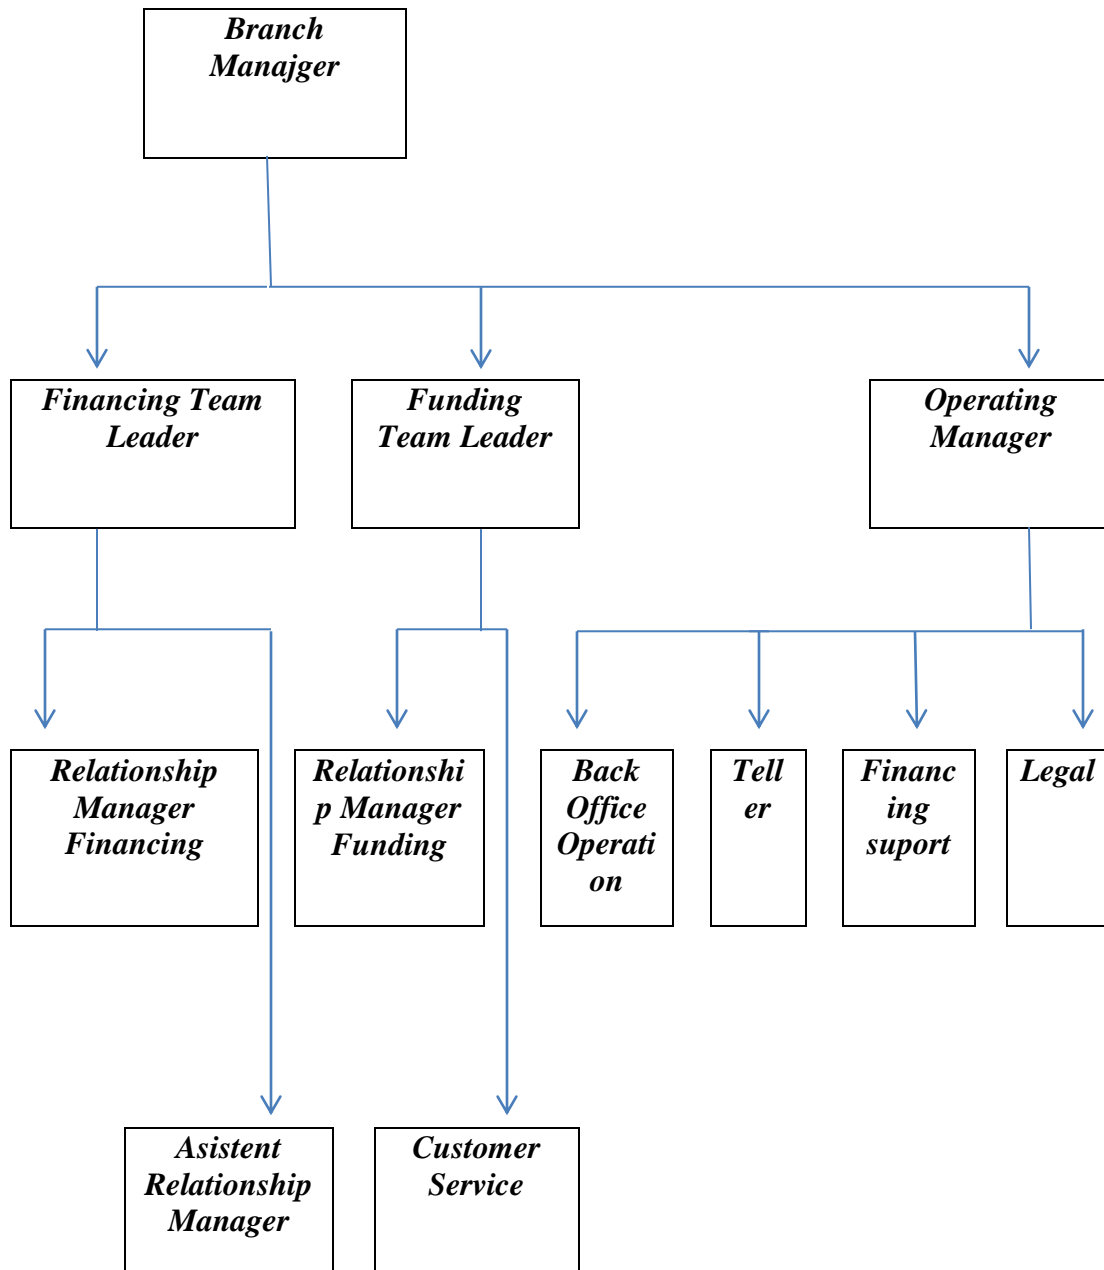 Branch
Manajger
Financing Team
Leader
Funding
Team Leader
Operating
Manager
Relationship
Manager
Financing
Relationshi
p Manager
Funding
Back
Office
Operati
on
Tell
er
Financ
ing
suport
Legal
Asistent
Relationship
Manager
Customer
Service